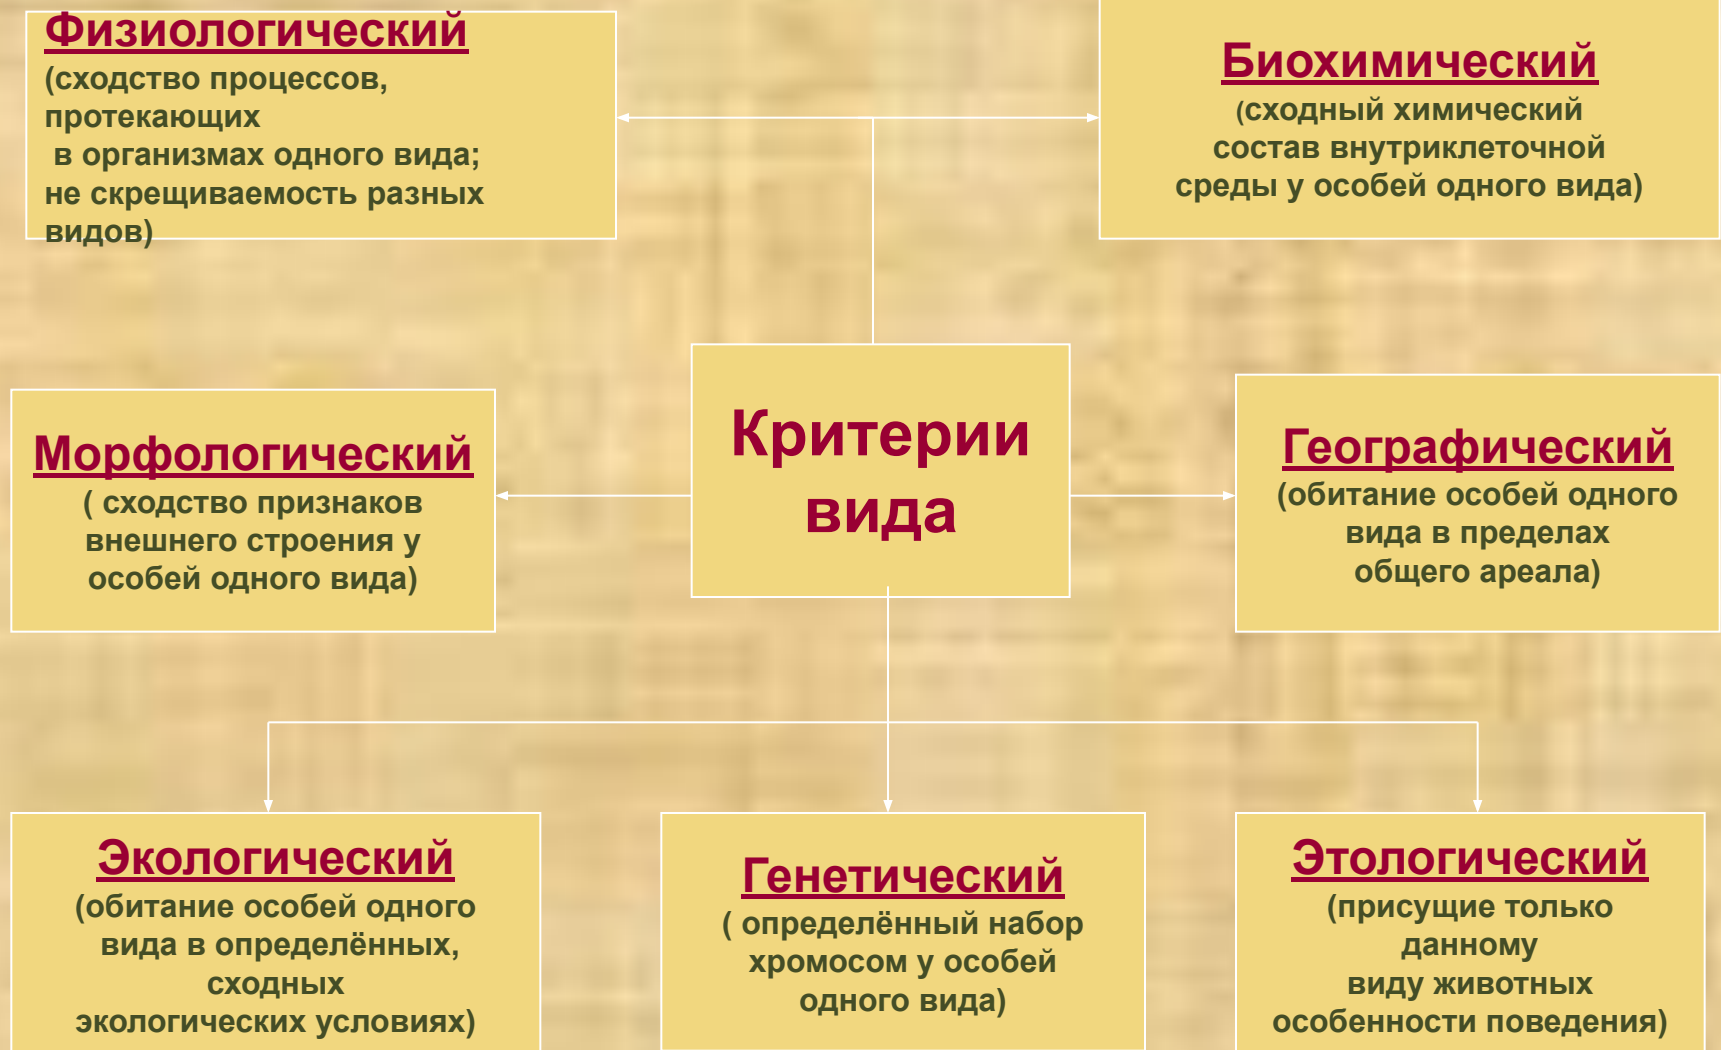 Физиологический
(сходство процессов,
протекающих
в организмах одного вида;
не скрещиваемость разных
видов)
Биохимический
(сходный химический
состав внутриклеточной
среды у особей одного вида)
Морфологический
( сходство признаков
внешнего строения у
особей одного вида)
Критерии
вида
Географический
(обитание особей одного
вида в пределах
общего ареала)
Экологический
(обитание особей одного
вида в определённых,
сходных
экологических условиях)
Генетический
( определённый набор
хромосом у особей
одного вида)
Этологический
(присущие только
данному
виду животных
особенности поведения)